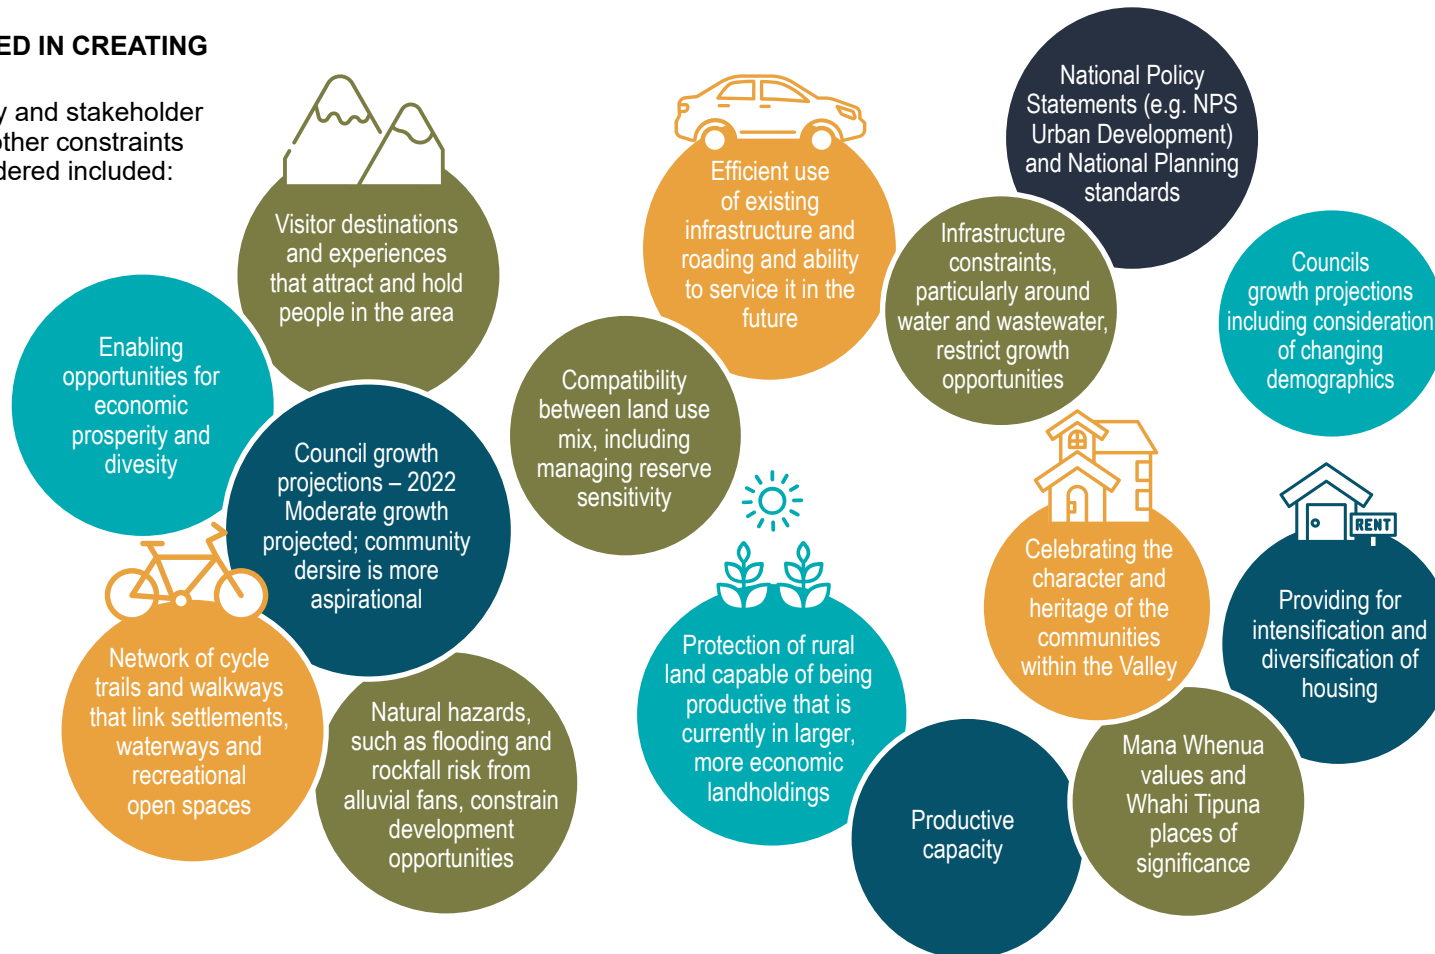 ED IN CREATING
y and stakeholder
other constraints
dered included:
Visitor destinations
and experiences
that attract and hold
people in the area
Efficient use
of existing
infrastructure and
roading and ability
to service it in the
future
National Policy
Statements (e.g. NPS
Urban Development)
and National Planning
standards
Infrastructure
constraints,
particularly around
water and wastewater,
restrict growth
opportunities
Councils
growth projections
including consideration
of changing
demographics
Enabling
opportunities for
economic
prosperity and
divesity
Council growth
projections – 2022
Moderate growth
projected; community
dersire is more
aspirational
Compatibility
between land use
mix, including
managing reserve
sensitivity
Celebrating the
character and
heritage of the
communities
within the Valley
RENT
Providing for
intensification and
diversification of
housing
Network of cycle
trails and walkways
that link settlements,
waterways and
recreational
open spaces
Natural hazards,
such as flooding and
rockfall risk from
alluvial fans, constrain
development
opportunities
Protection of rural
land capable of being
productive that is
currently in larger,
more economic
landholdings
Productive
capacity
Mana Whenua
values and
Whahi Tipuna
places of
significance